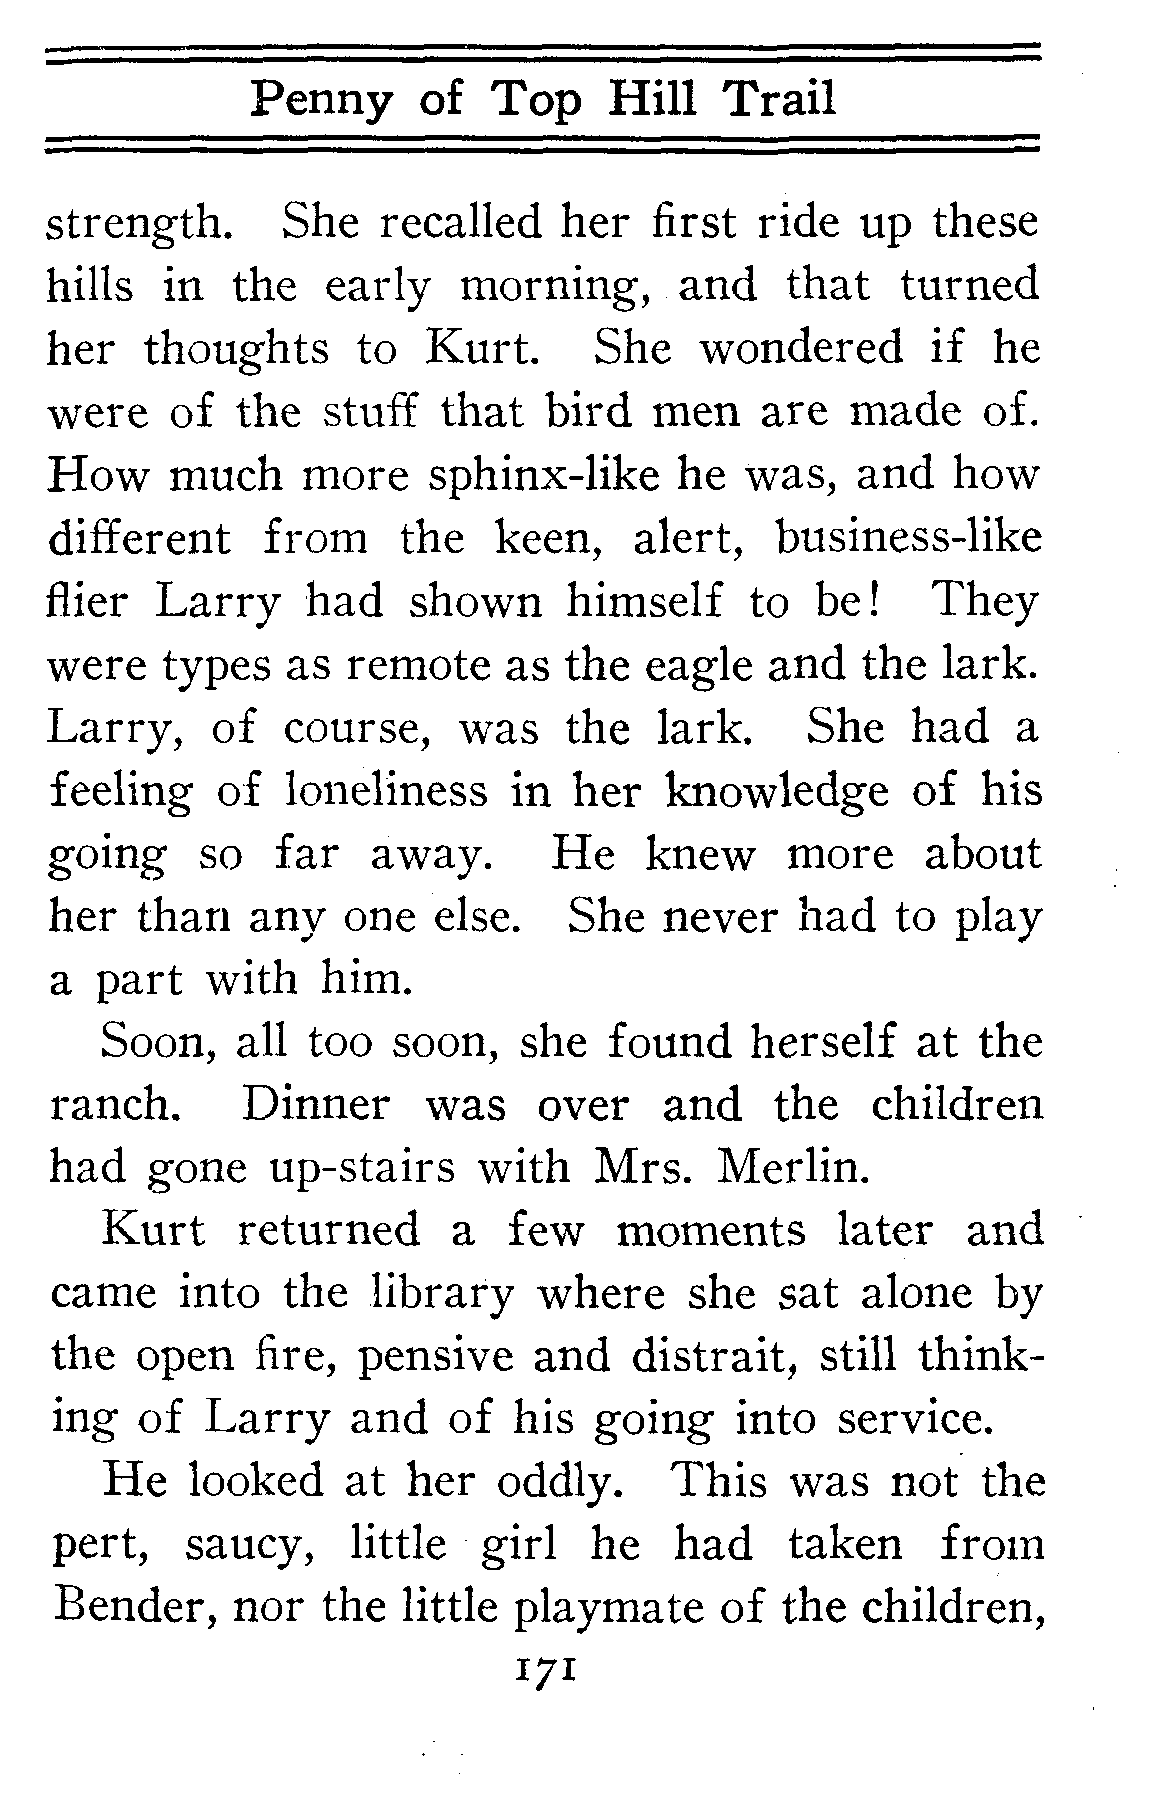 Penny of Top Hill Trail
strength. She recalled her first ride up these
hills in the early morning, and that turned
her thoughts to Kurt. She wondered if he
were of the stuff that bird men are made of.
How much more sphinx-like he was, and how
different from the keen, alert, business-like
flier Larry had shown himself to be! They
were types as remote as the eagle and the lark.
Larry, of course, was the lark. She had a
feeling of loneliness in her knowledge of his
going so far away. He knew more about
her than any one else. She never had to play
a part with him.
Soon, all too soon, she found herself at the
ranch. Dinner was over and the children
had gone up-stairs with Mrs. Merlin.
Kurt returned a few moments later and
came into the library where she sat alone by
the open fire, pensive and distrait, still think-
ing of Larry and of his going into service.
He looked at her oddly. This was not the
pert, saucy, little girl he had taken from
Bender, nor the little playmate of the children,
171